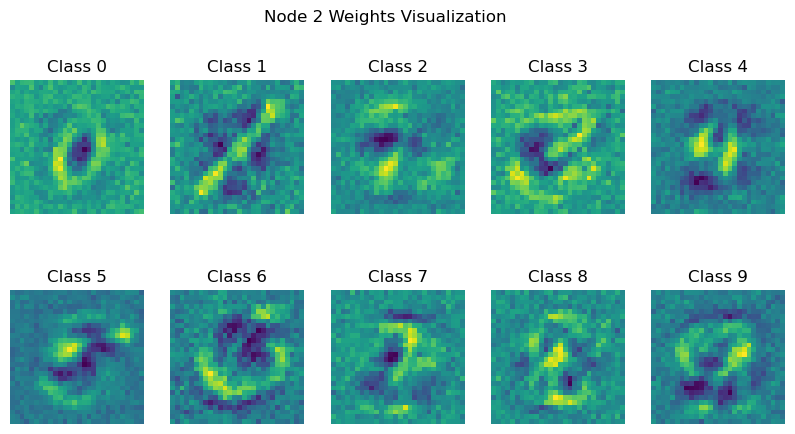 Node 2 Weights Visualization
Class 0 Class 1 Class 2 Class 3 Class 4
Class 5 Class 6 Class 7 Class 8 Class 9